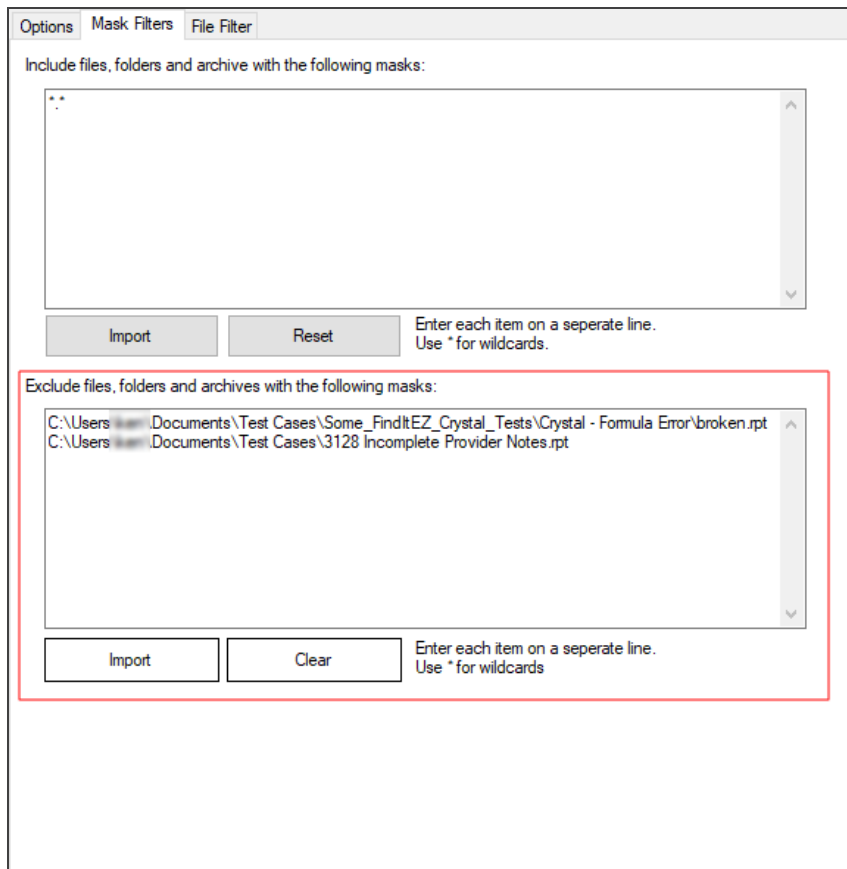 Options Mask Filters File Filter
Include files, folders and archive with the following masks:
*.*
Import Reset Enter each item on a seperate line.
Use * for wildcards.
Exclude files, folders and archives with the following masks:
C:\Users\ \Documents\Test Cases\Some_FindItEZ_Crystal_Tests\Crystal - Formula Error\broken.rpt
C:\Users\ \Documents\Test Cases\3128 Incomplete Provider Notes.rpt
Import Clear Enter each item on a seperate line.
Use * for wildcards